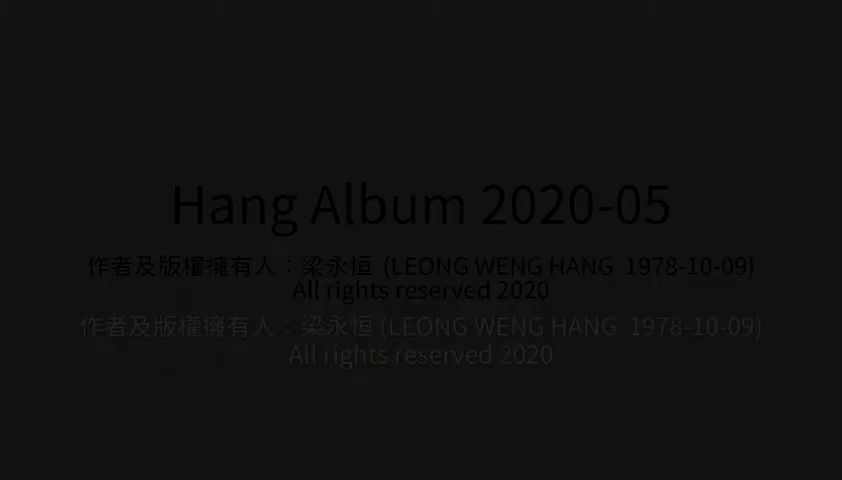 Hang Album 2020-05
作者及版權擁有人：梁永恒 (LEONG WENG HANG 1978-10-09)
All rights reserved 2020
作者及版權擁有人：梁永恒 (LEONG WENG HANG 1978-10-09)
All rights reserved 2020